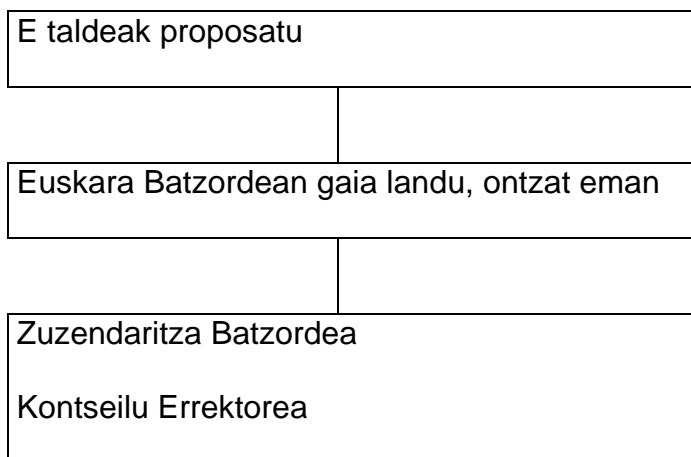 E taldeak proposatu
Euskara Batzordean gaia landu, ontzat eman
Zuzendaritza Batzordea
Kontseilu Errektorea